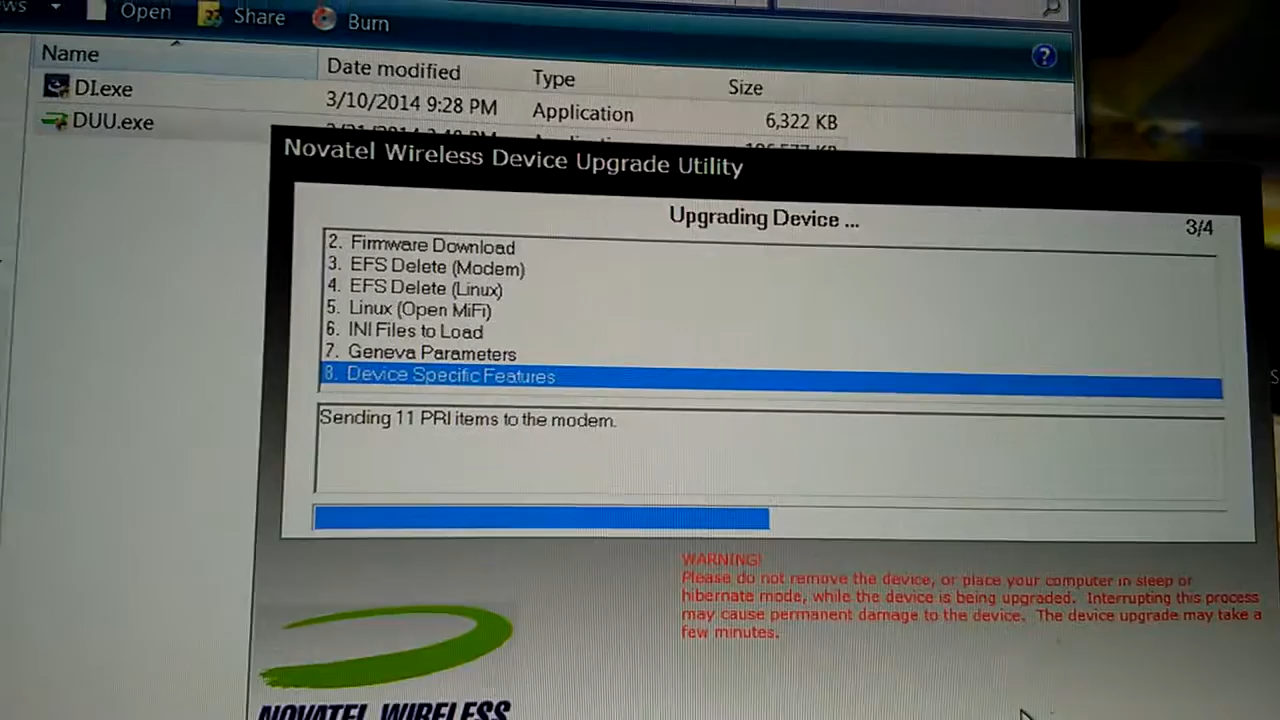 Open Share Burn
Name Date modified Type Size
DI.exe 3/10/2014 9:28 PM Application 6,322 KB
DUU.exe
Novatel Wireless Device Upgrade Utility
Upgrading Device ... 3/4
2. Firmware Download
3. EFS Delete (Modem)
4. EFS Delete (Linux)
5. Linux (Open MiFi)
6. INI Files to Load
7. Geneva Parameters
8. Device Specific Features
Sending 11 PRI items to the modem.
WARNING!
Please do not remove the device, or place your computer in sleep or
hibernate mode, while the device is being upgraded. Interrupting this process
may cause permanent damage to the device. The device upgrade may take a
few minutes.
NOVATEL WIRELESS